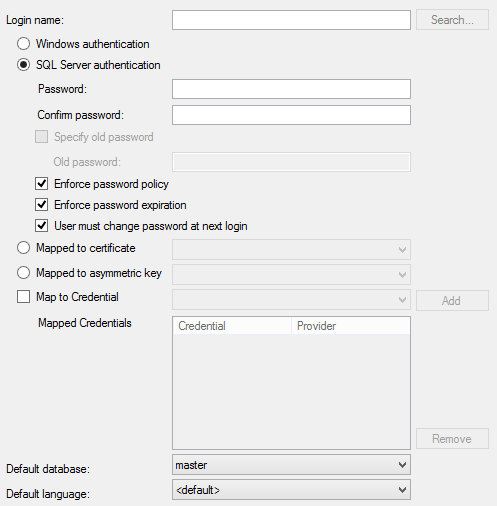 Login name: Search...
Windows authentication
SQL Server authentication
Password:
Confirm password:
Specify old password
Old password:
Enforce password policy
Enforce password expiration
User must change password at next login
Mapped to certificate
Mapped to asymmetric key
Map to Credential Add
Mapped Credentials Credential Provider
Remove
Default database: master
Default language: <default>